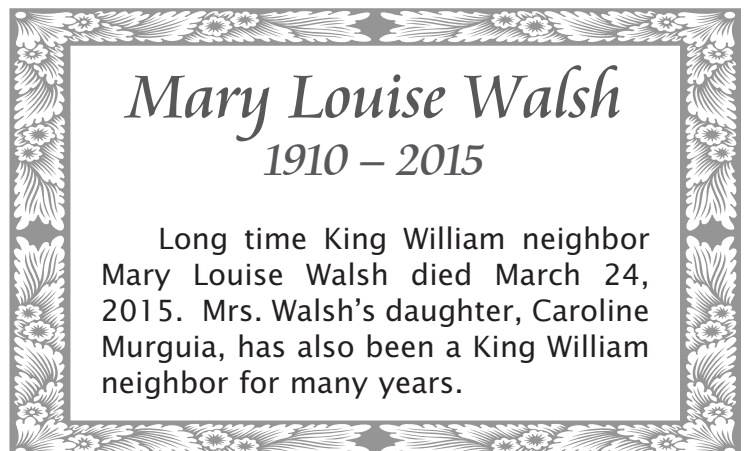 Mary Louise Walsh
1910 – 2015
Long time King William neighbor
Mary Louise Walsh died March 24,
2015.  Mrs. Walsh’s daughter, Caroline
Murguia, has also been a King William
neighbor for many years.